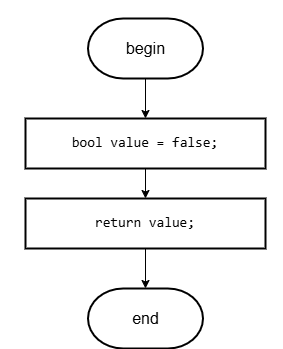 begin
bool value = false;
return value;
end